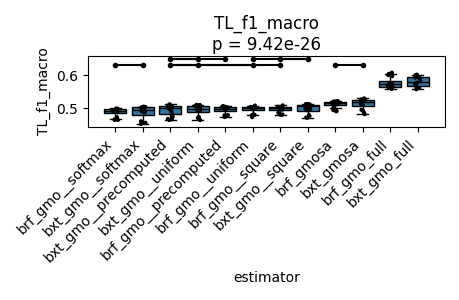 TL_f1_macro
p = 9.42e-26
TL_f1_macro
0.6
0.5
brf_gmo__softmax
bxt_gmo__softmax
bxt_gmo__precomputed
bxt_gmo__uniform
brf_gmo__precomputed
brf_gmo__uniform
brf_gmo__square
bxt_gmo__square
brf_gmosa
bxt_gmosa
brf_gmo_full
bxt_gmo_full
estimator